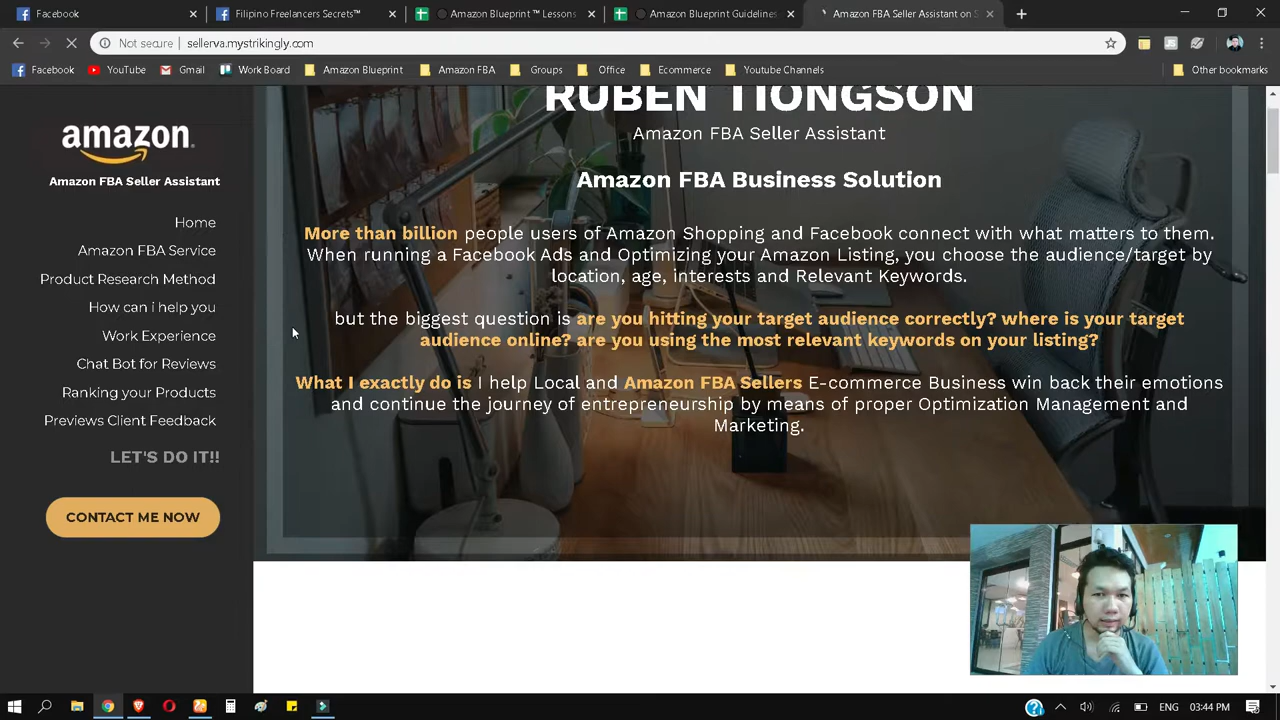 Facebook
Filipino Freelancers Secrets™
Amazon Blueprint ™ Lessons
Amazon Blueprint Guidelines
Amazon FBA Seller Assistant on S
Not secure
sellerva.mystrikingly.com
Facebook
YouTube
Gmail
Work Board
Amazon Blueprint
Amazon FBA
Groups
Office
Ecommerce
Youtube Channels
Other bookmarks
amazon.
Amazon FBA Seller Assistant
Home
Amazon FBA Service
Product Research Method
How can i help you
Work Experience
Chat Bot for Reviews
Ranking your Products
Previews Client Feedback
LET'S DO IT!!
CONTACT ME NOW
RUBEN TIONGSON
Amazon FBA Seller Assistant
Amazon FBA Business Solution
More than billion people users of Amazon Shopping and Facebook connect with what matters to them.
When running a Facebook Ads and Optimizing your Amazon Listing, you choose the audience/target by
location, age, interests and Relevant Keywords.
but the biggest question is are you hitting your target audience correctly? where is your target
audience online? are you using the most relevant keywords on your listing?
What I exactly do is I help Local and Amazon FBA Sellers E-commerce Business win back their emotions
and continue the journey of entrepreneurship by means of proper Optimization Management and
Marketing.
ENG
03:44 PM